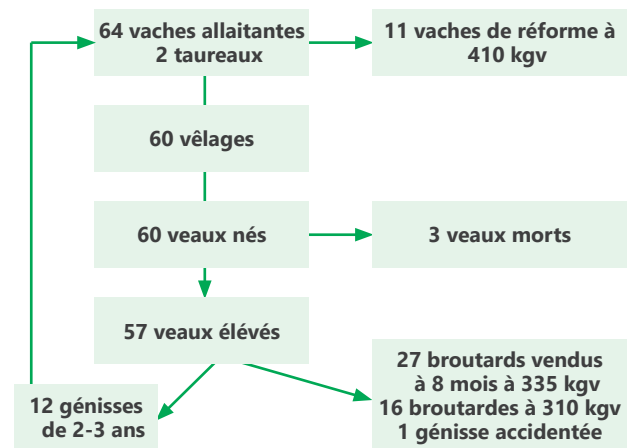 64 vaches allaitantes
2 taureaux
11 vaches de réforme à
410 kgv
60 vêlages
60 veaux nés
3 veaux morts
57 veaux élévés
27 broutards vendus
à 8 mois à 335 kgv
16 broutardes à 310 kgv
1 génisse accidentée
12 génisses
de 2-3 ans